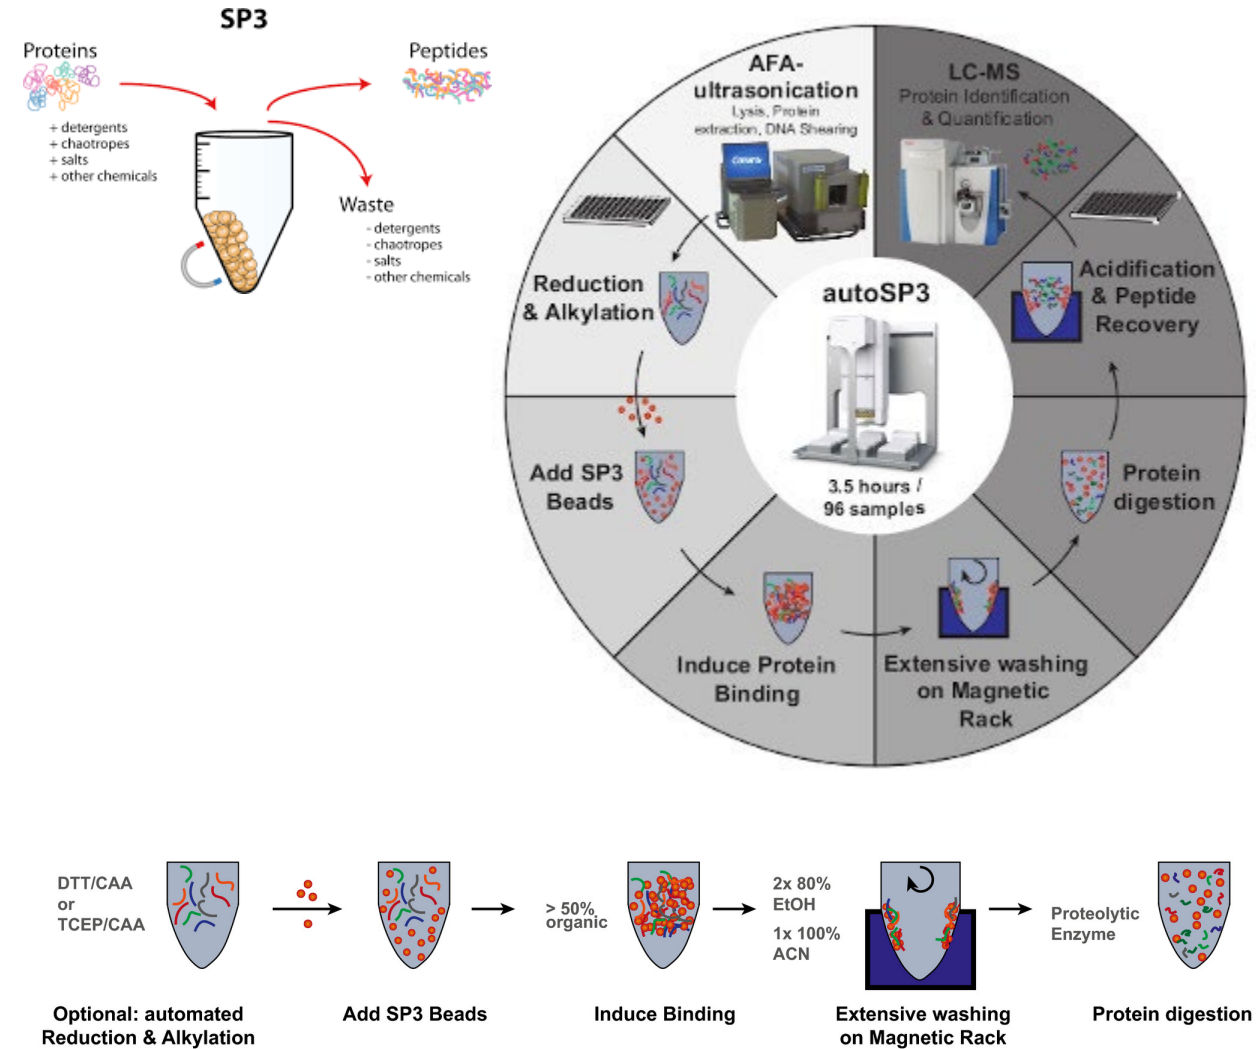 SP3
Proteins
+ detergents
+ chaotropes
+ salts
+ other chemicals
Peptides
Waste
- detergents
- chaotropes
- salts
- other chemicals
AFA-
ultrasonication
Lysis, Protein
extraction, DNA Shearing
LC-MS
Protein Identification
& Quantification
Reduction
& Alkylation
Acidification
& Peptide
Recovery
autoSP3
3.5 hours /
96 samples
Add SP3
Beads
Protein
digestion
Induce Protein
Binding
Extensive washing
on Magnetic
Rack
DTT/CAA
or
TCEP/CAA
> 50%
organic
2x 80%
EtOH
1x 100%
ACN
Proteolytic
Enzyme
Optional: automated
Reduction & Alkylation
Add SP3 Beads
Induce Binding
Extensive washing
on Magnetic Rack
Protein digestion